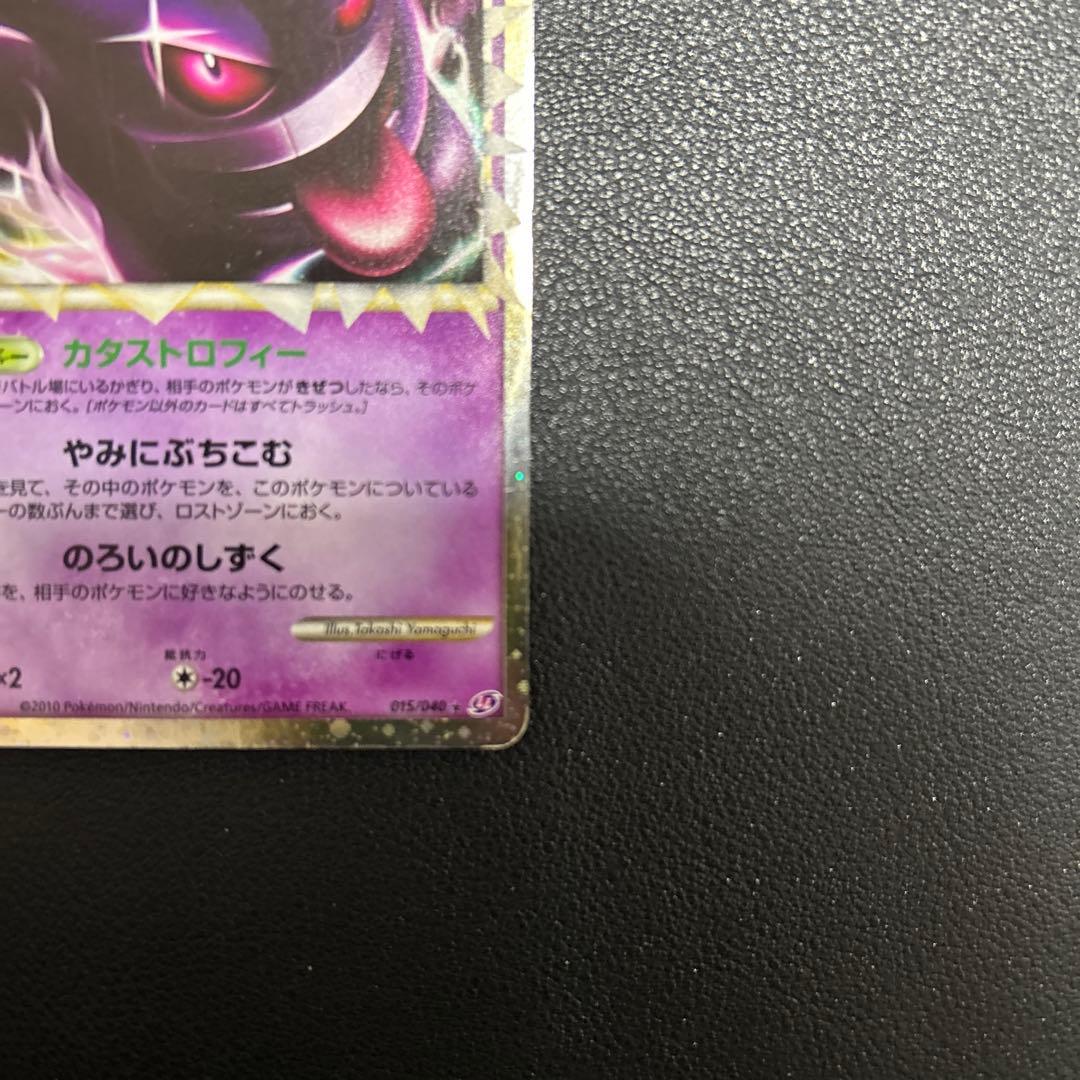 カタストロフィー
バトル場にいるかぎり、相手のポケモンがきぜつしたなら、そのポケ
ーンにおく。[ポケモン以外のカードはすべてトラッシュ。]
やみにぶちこむ
を見て、その中のポケモンを、このポケモンについている
ーの数ぶんまで選び、ロストゾーンにおく。
のろいのしずく
を、相手のポケモンに好きなようにのせる。
Illus. Takashi Yamaguchi
抵抗力 にげる
×2 -20
©2010 Pokémon/Nintendo/Creatures/GAME FREAK. 015/040